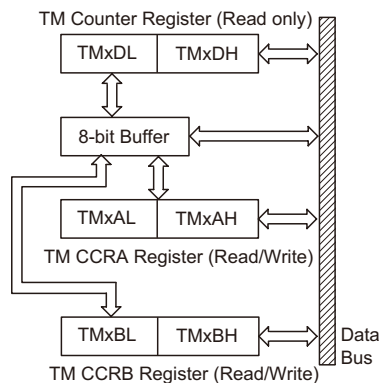 TM Counter Register (Read only)
TMxDL TMxDH
8-bit Buffer
TMxAL TMxAH
TM CCRA Register (Read/Write)
TMxBL TMxBH
TM CCRB Register (Read/Write)
Data
Bus